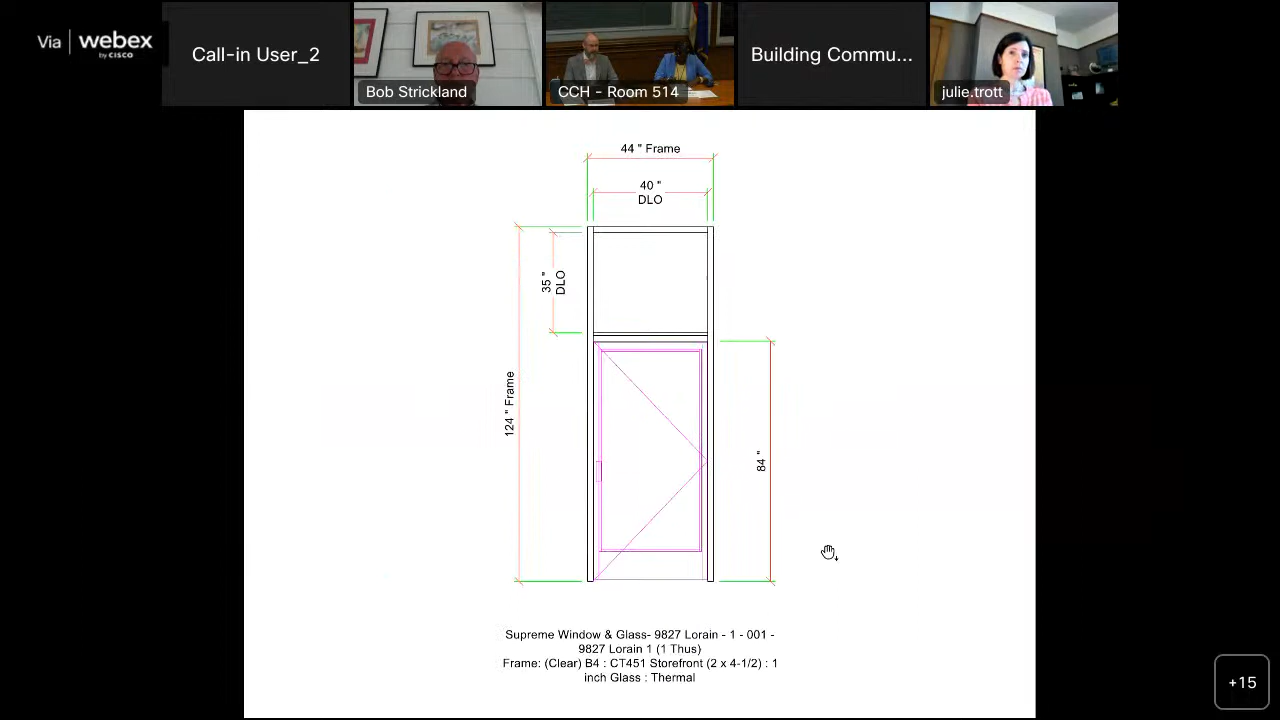 Via | webex
by CISCO
Call-in User_2
Bob Strickland
CCH - Room 514
Building Commu...
julie.trott
44 " Frame
40 "
DLO
35 "
DLO
124 " Frame
84 "
Supreme Window & Glass- 9827 Lorain - 1 - 001 -
9827 Lorain 1 (1 Thus)
Frame: (Clear) B4 : CT451 Storefront (2 x 4-1/2) : 1
inch Glass : Thermal
+15